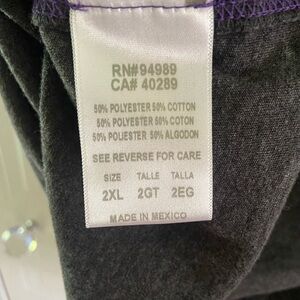 RN#94989
CA# 40289
50% POLYESTER 50% COTTON
50% POLYESTER 50% COTON
50% POLIESTER 50% ALGODON
SEE REVERSE FOR CARE
SIZE TALLE TALLA
2XL 2GT 2EG
MADE IN MEXICO